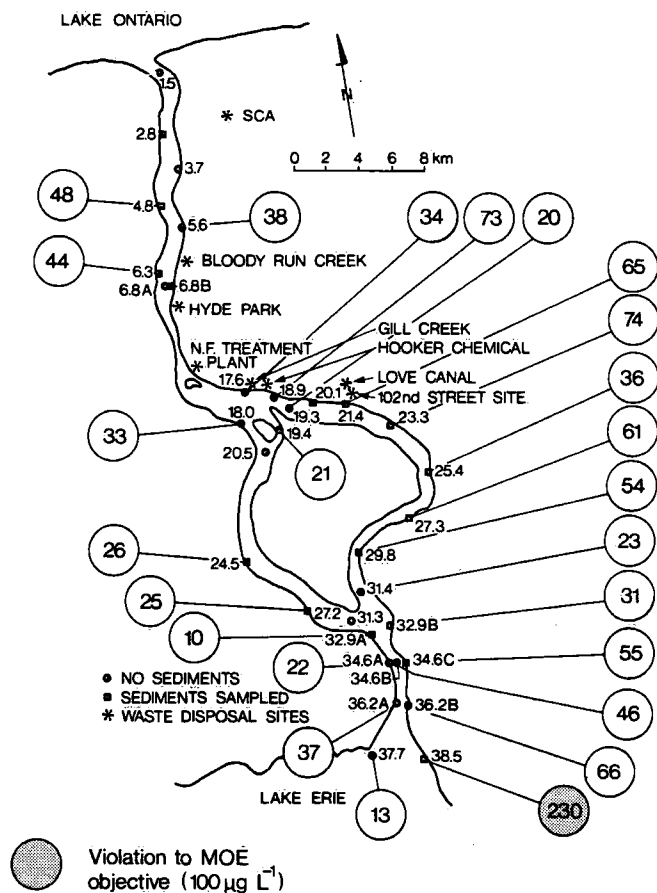 LAKE ONTARIO
1.5
SCA
N
2.8
0 2 4 6 8 km
3.7
48
4.8
38
34
73
20
5.6
65
44
BLOODY RUN CREEK
6.3
6.8A
6.8B
HYDE PARK
74
GILL CREEK
N.F. TREATMENT
PLANT
HOOKER CHEMICAL
LOVE CANAL
36
17.6
18.9
20.1
102nd STREET SITE
19.3
21.4
23.3
33
18.0
19.4
61
20.5
21
25.4
54
27.3
26
24.5
29.8
23
31.4
25
27.2
31.3
32.9B
31
10
32.9A
22
34.6A
34.6C
55
34.6B
NO SEDIMENTS
SEDIMENTS SAMPLED
WASTE DISPOSAL SITES
36.2A
36.2B
46
37
66
37.7
38.5
LAKE ERIE
13
230
Violation to MOE
objective (100 µg L⁻¹)